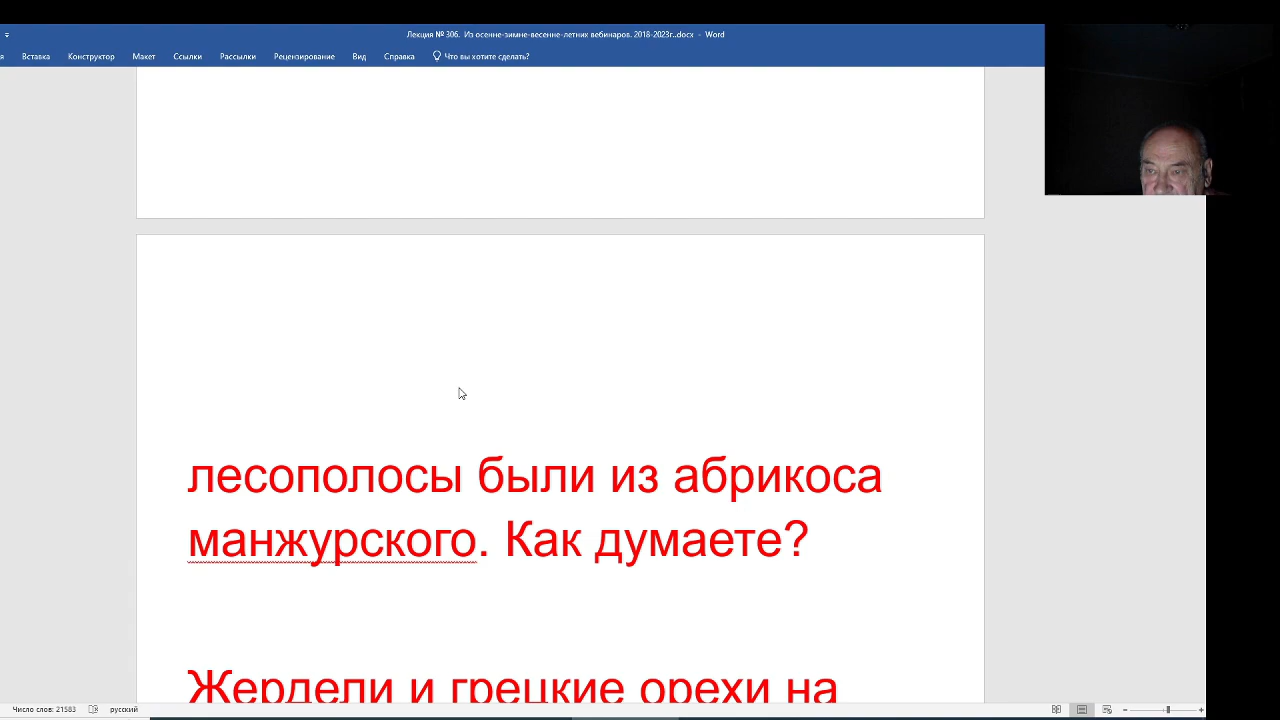 Лекция № 306. Из осенне-зимне-весенне-летних вебинаров. 2018-2023г..docx - Word
я Вставка Конструктор Макет Ссылки Рассылки Рецензирование Вид Справка Что вы хотите сделать?
лесополосы были из абрикоса
манжурского. Как думаете?
Жердели и грецкие орехи на
Число слов: 21583 русский